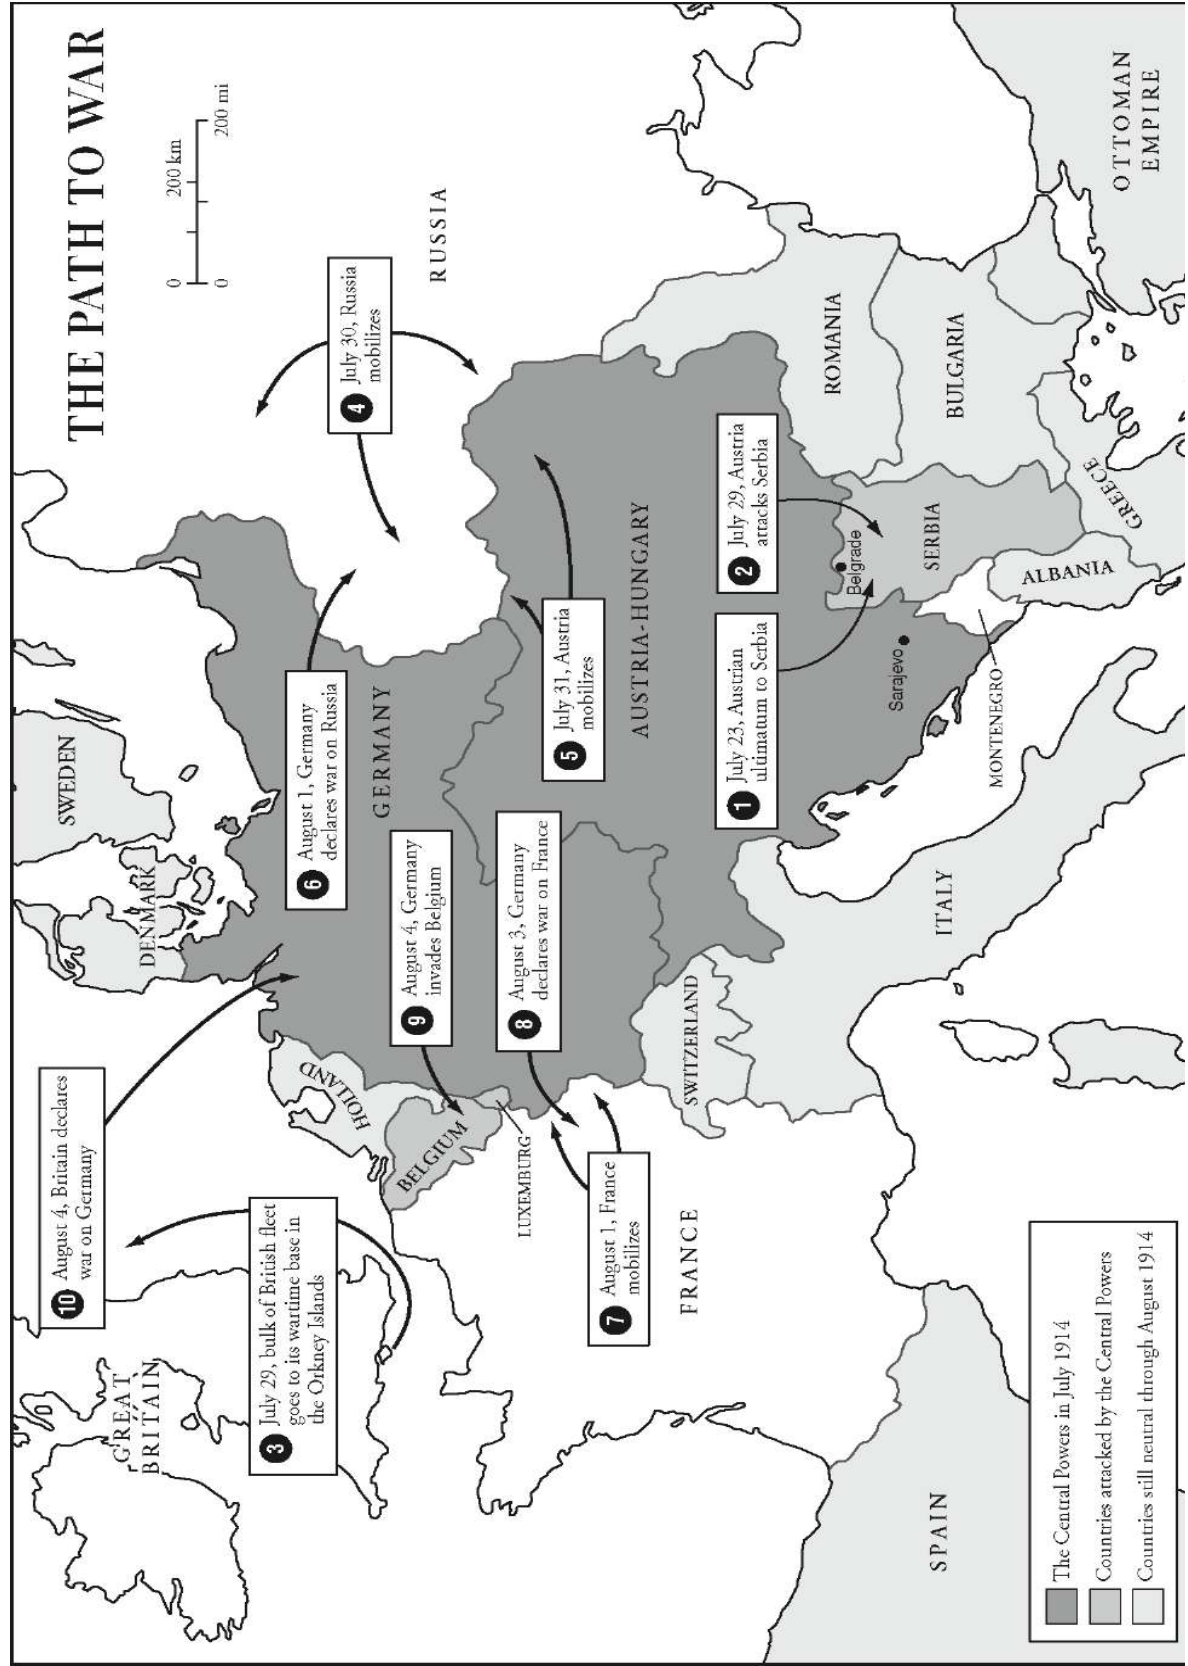 THE PATH TO WAR
0 200 km
0 200 mi
10 August 4, Britain declares
war on Germany
3 July 29, bulk of British fleet
goes to its wartime base in
the Orkney Islands
GREAT
BRITAIN
DENMARK
SWEDEN
6 August 1, Germany
declares war on Russia
4 July 30, Russia
mobilizes
RUSSIA
HOLLAND
BELGIUM
LUXEMBURG
9 August 4, Germany
invades Belgium
GERMANY
8 August 3, Germany
declares war on France
5 July 31, Austria
mobilizes
7 August 1, France
mobilizes
FRANCE
SWITZERLAND
AUSTRIA-HUNGARY
1 July 23, Austrian
ultimatum to Serbia
2 July 29, Austria
attacks Serbia
Belgrade
Sarajevo
SERBIA
ROMANIA
BULGARIA
MONTENEGRO
ALBANIA
GREECE
ITALY
SPAIN
OTTOMAN
EMPIRE
The Central Powers in July 1914
Countries attacked by the Central Powers
Countries still neutral through August 1914